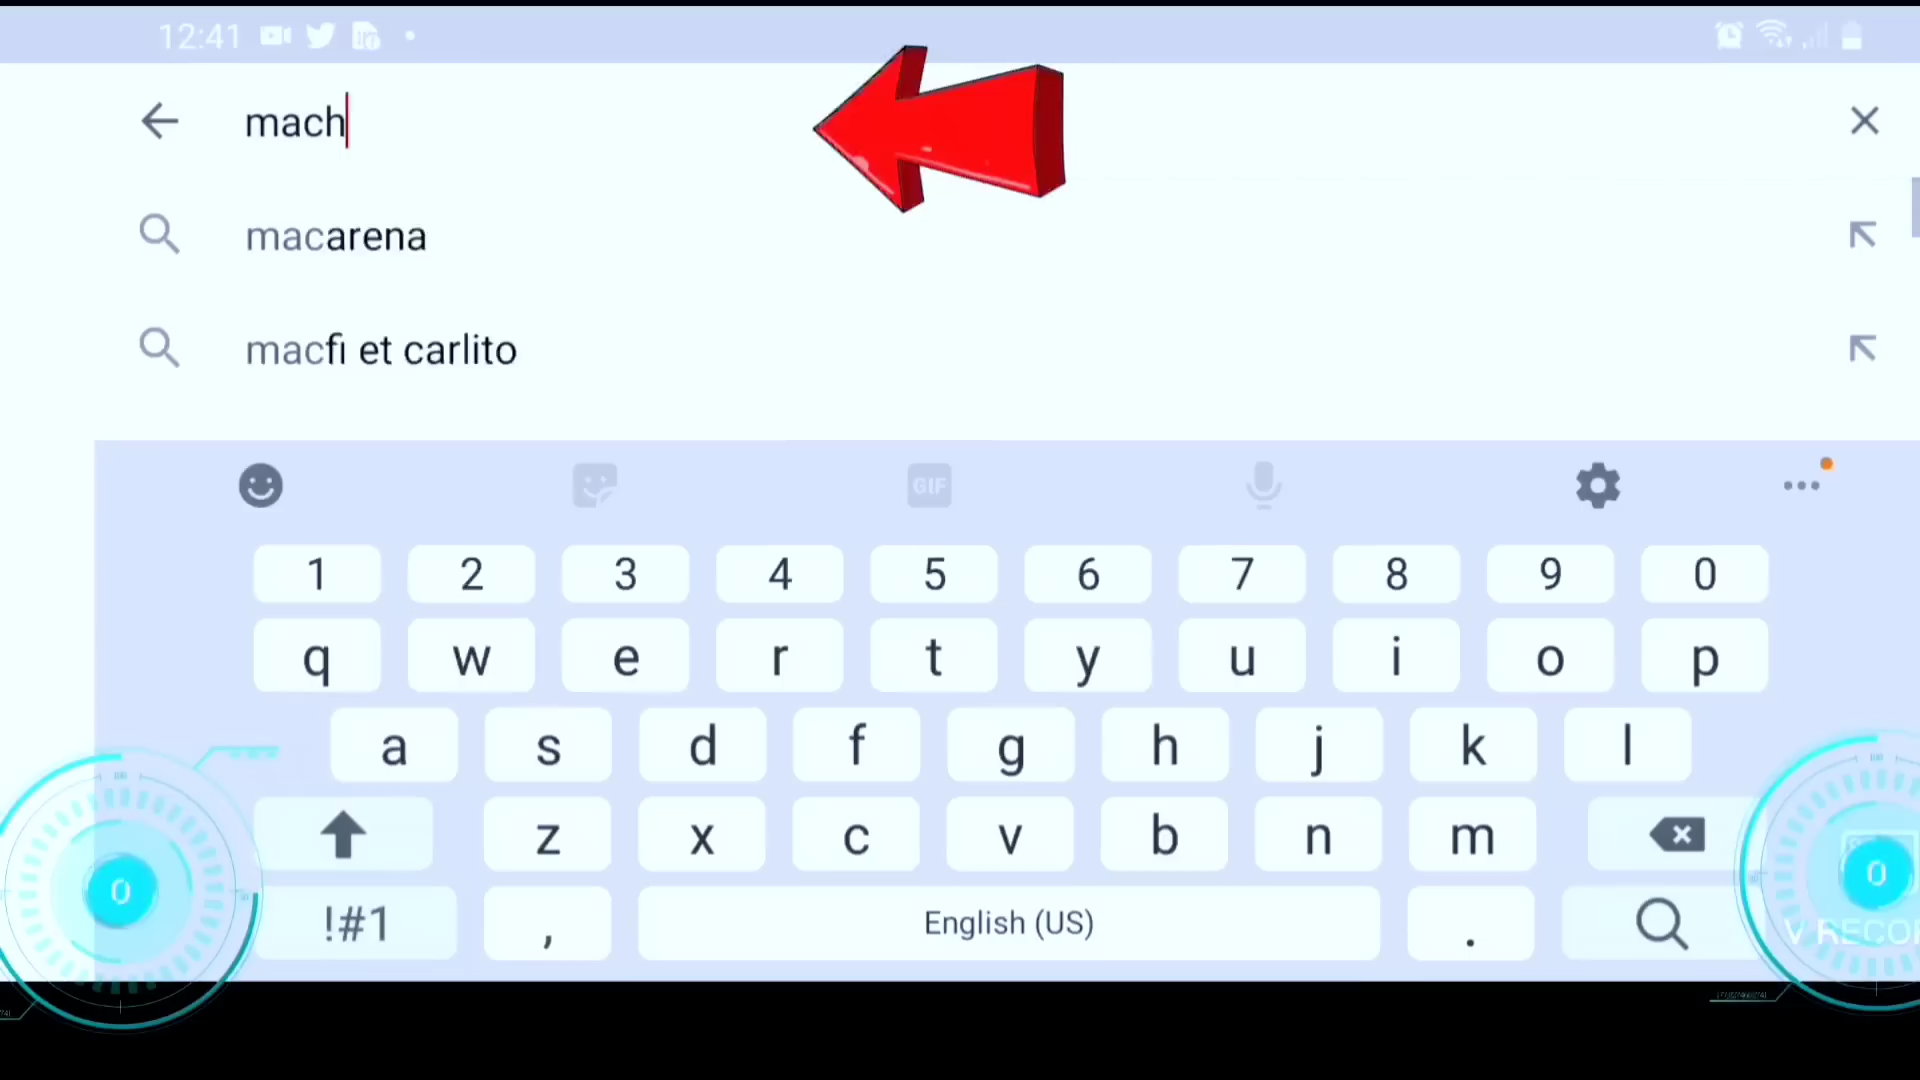 12:41
mach
macarena
macfi et carlito
GIF
1 2 3 4 5 6 7 8 9 0
q w e r t y u i o p
a s d f g h j k l
z x c v b n m
!#1 , English (US) .
0
0
V RECOR